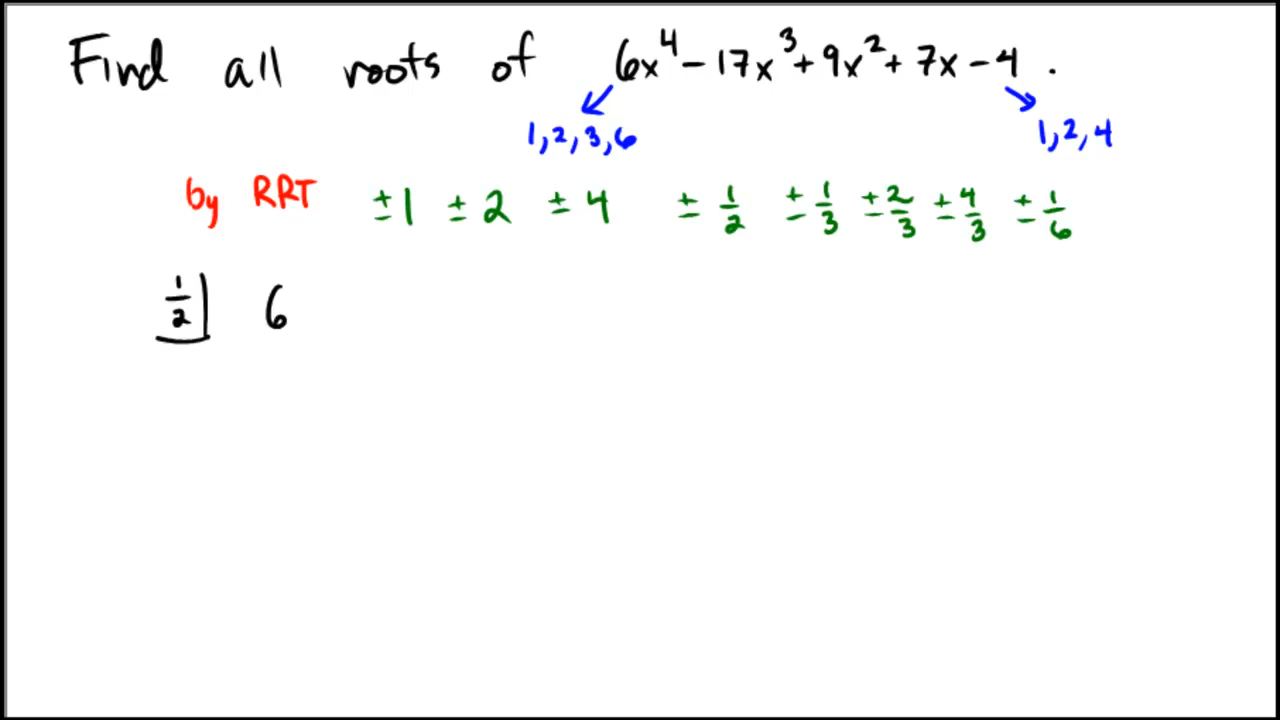 Find all roots of 6x⁴ − 17x³ + 9x² + 7x − 4 .
1, 2, 3, 6 1, 2, 4
by RRT ±1 ±2 ±4 ±1/2 ±1/3 ±2/3 ±4/3 ±1/6
1/2| 6